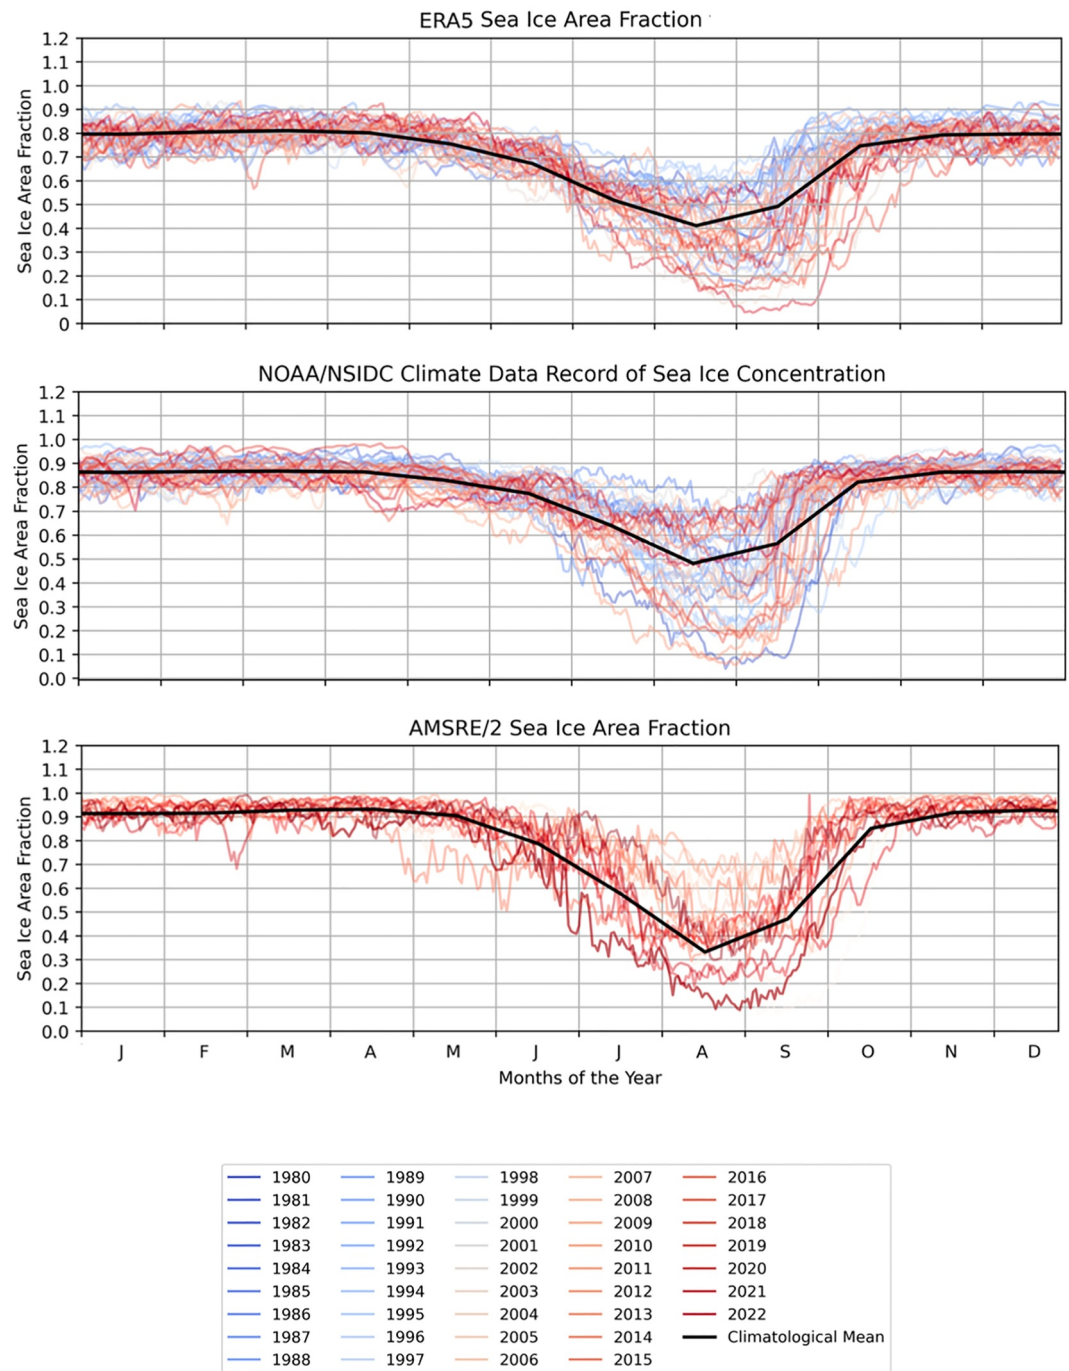 ERA5 Sea Ice Area Fraction
1.2
1.1
1.0
0.9
0.8
0.7
0.6
0.5
0.4
0.3
0.2
0.1
0
Sea Ice Area Fraction
NOAA/NSIDC Climate Data Record of Sea Ice Concentration
1.2
1.1
1.0
0.9
0.8
0.7
0.6
0.5
0.4
0.3
0.2
0.1
0.0
Sea Ice Area Fraction
AMSRE/2 Sea Ice Area Fraction
1.2
1.1
1.0
0.9
0.8
0.7
0.6
0.5
0.4
0.3
0.2
0.1
0.0
Sea Ice Area Fraction
J F M A M J J A S O N D
Months of the Year
1980 1989 1998 2007 2016
1981 1990 1999 2008 2017
1982 1991 2000 2009 2018
1983 1992 2001 2010 2019
1984 1993 2002 2011 2020
1985 1994 2003 2012 2021
1986 1995 2004 2013 2022
1987 1996 2005 2014 Climatological Mean
1988 1997 2006 2015